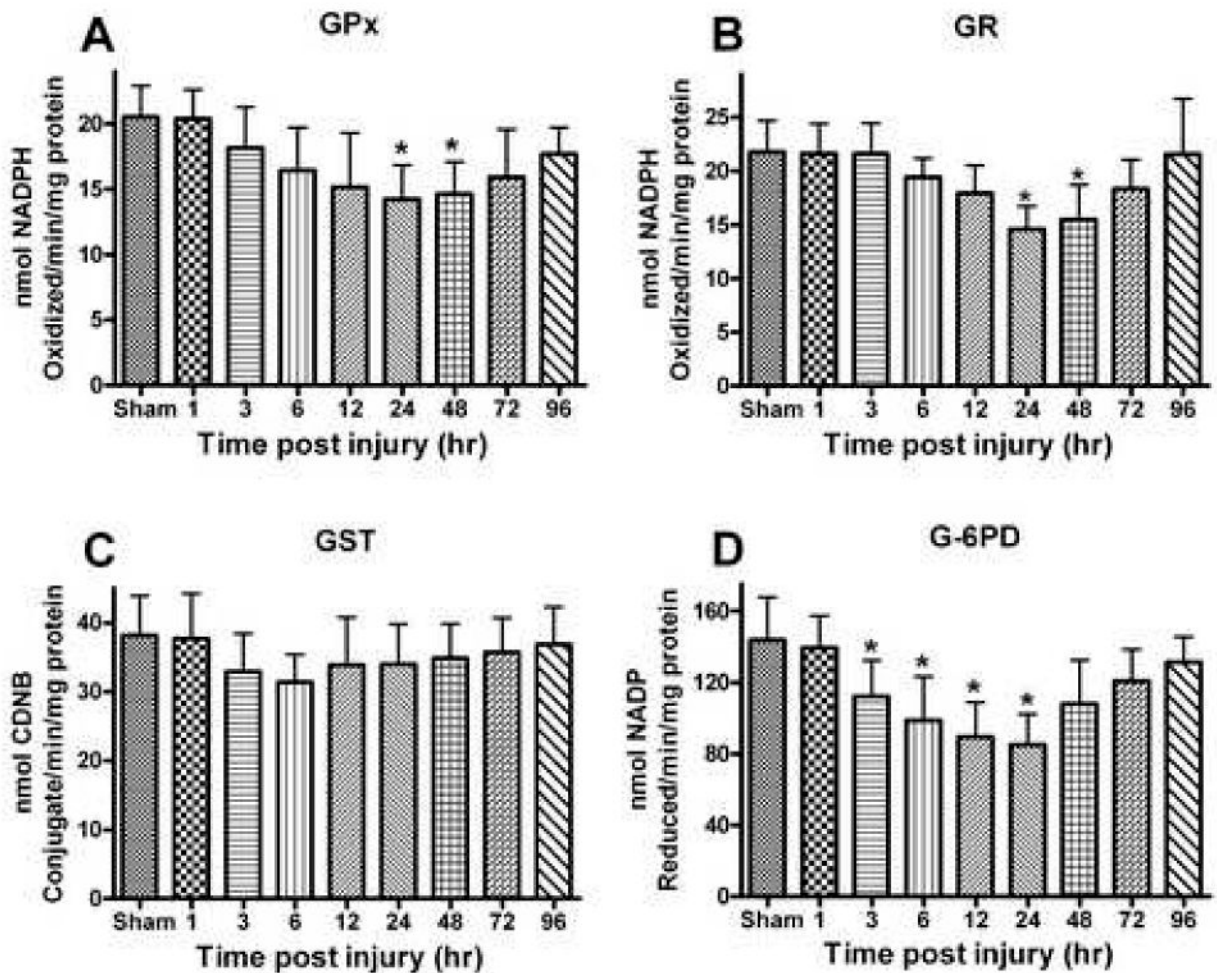 A
GPx
nmol NADPH
Oxidized/min/mg protein
20
15
10
5
0
* *
Sham 1 3 6 12 24 48 72 96
Time post injury (hr)
B
GR
nmol NADPH
Oxidized/min/mg protein
25
20
15
10
5
0
* *
Sham 1 3 6 12 24 48 72 96
Time post injury (hr)
C
GST
nmol CDNB
Conjugate/min/mg protein
40
30
20
10
0
Sham 1 3 6 12 24 48 72 96
Time post injury (hr)
D
G-6PD
nmol NADP
Reduced/min/mg protein
160
120
80
40
0
* * * *
Sham 1 3 6 12 24 48 72 96
Time post injury (hr)